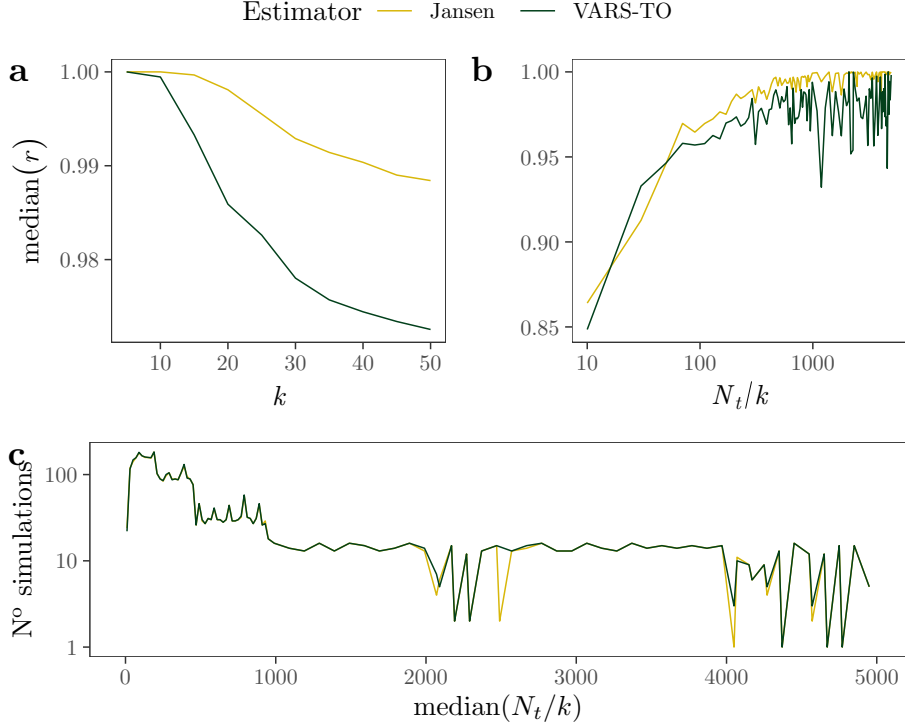 Estimator Jansen VARS-TO
a
b
1.00
0.99
0.98
median(r)
10 20 30 40 50
k
1.00
0.95
0.90
0.85
10 100 1000
N_t/k
c
100
10
1
Nº simulations
0 1000 2000 3000 4000 5000
median(N_t/k)